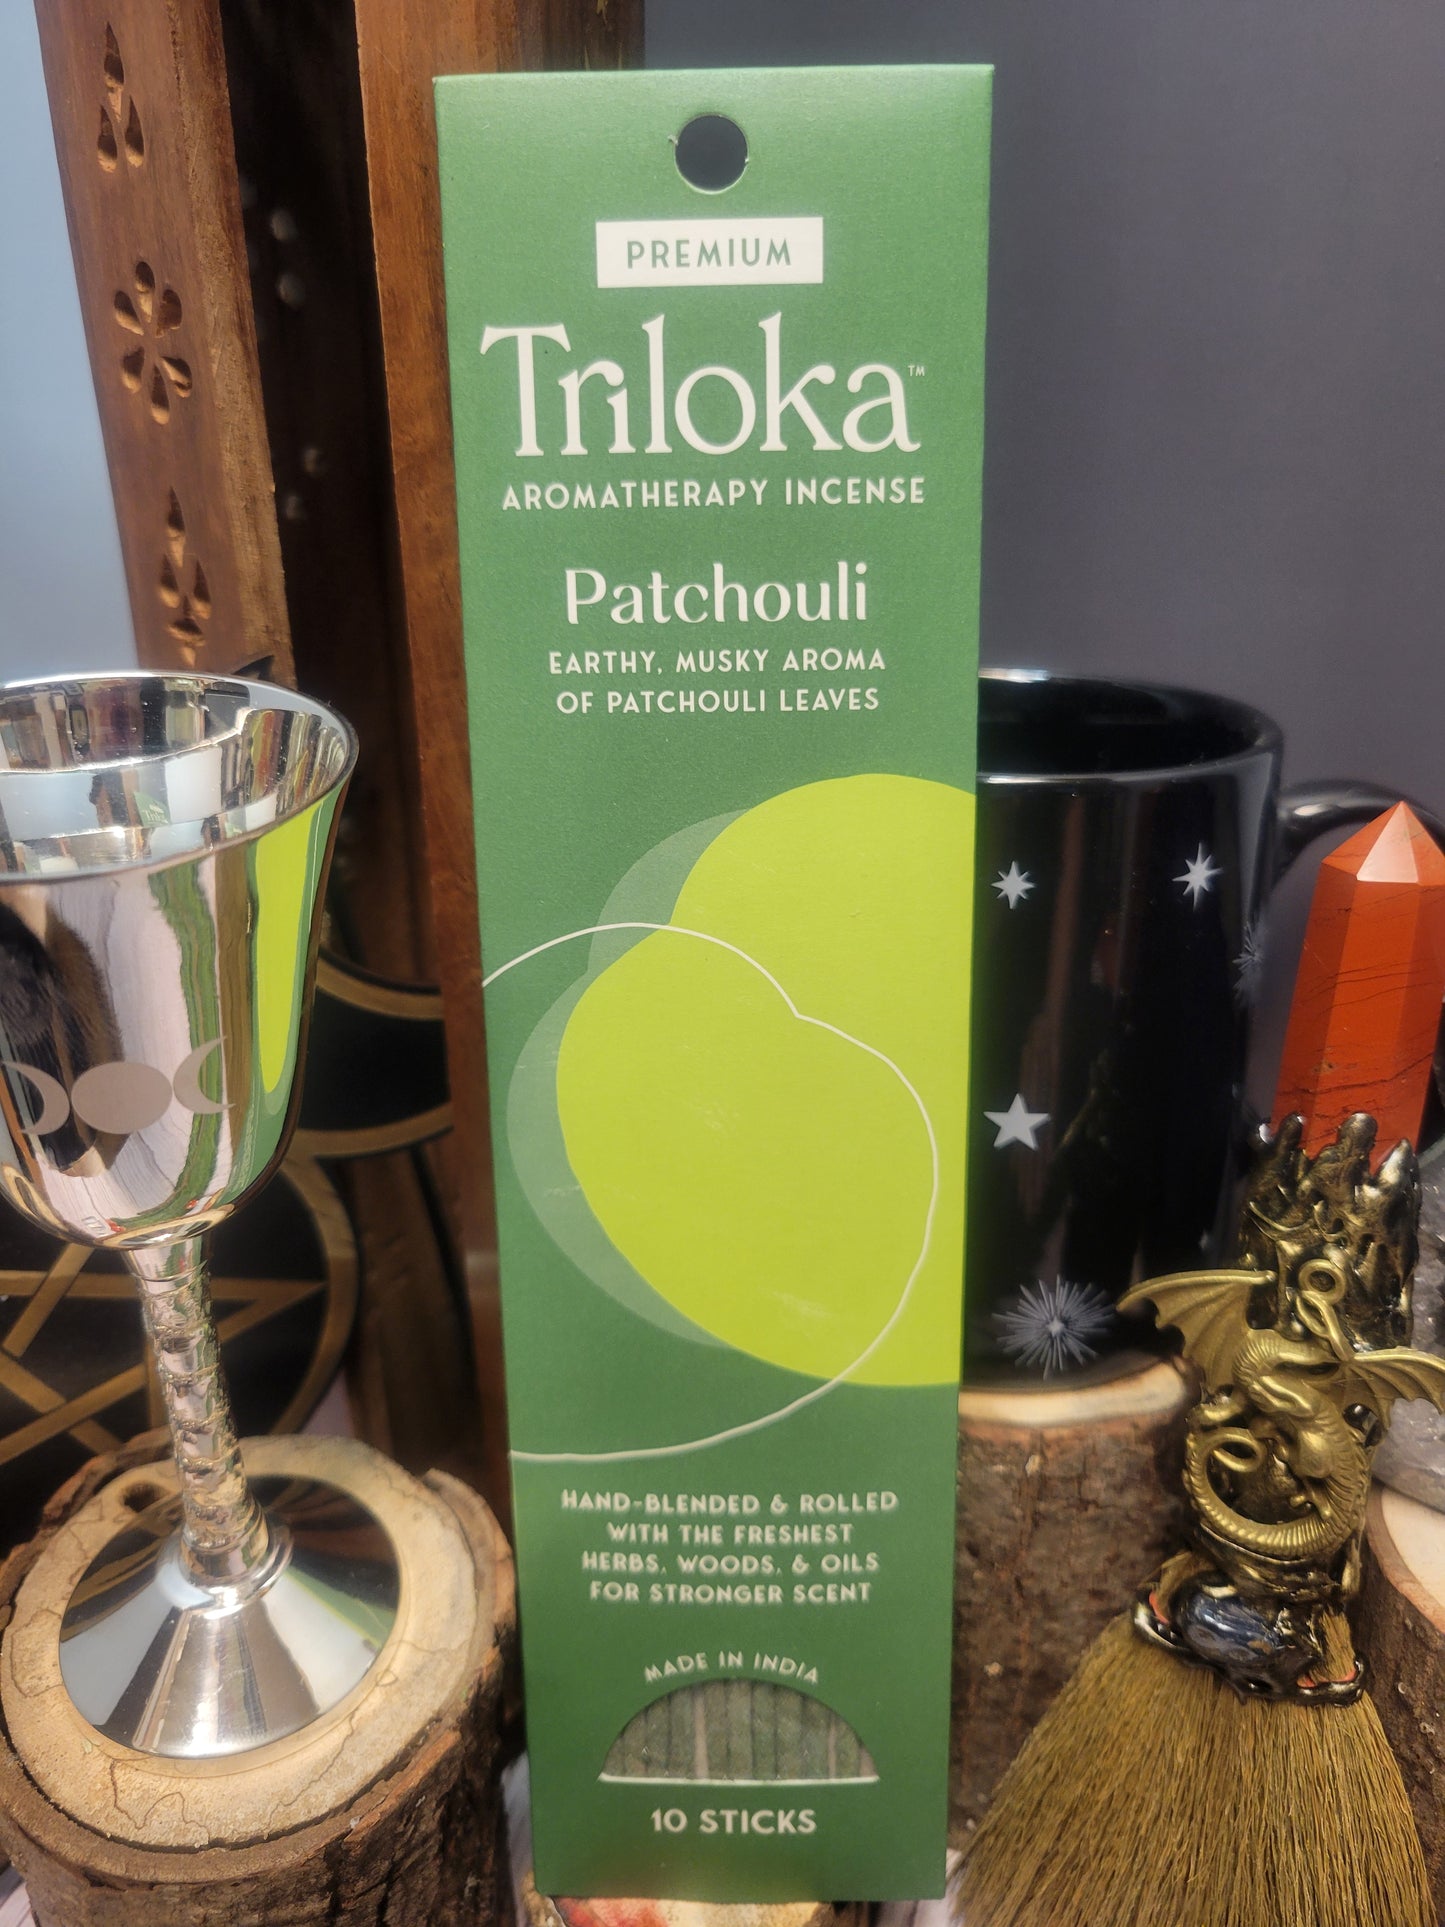 PREMIUM
Triloka™
AROMATHERAPY INCENSE
Patchouli
EARTHY, MUSKY AROMA
OF PATCHOULI LEAVES
HAND-BLENDED & ROLLED
WITH THE FRESHEST
HERBS, WOODS, & OILS
FOR STRONGER SCENT
MADE IN INDIA
10 STICKS